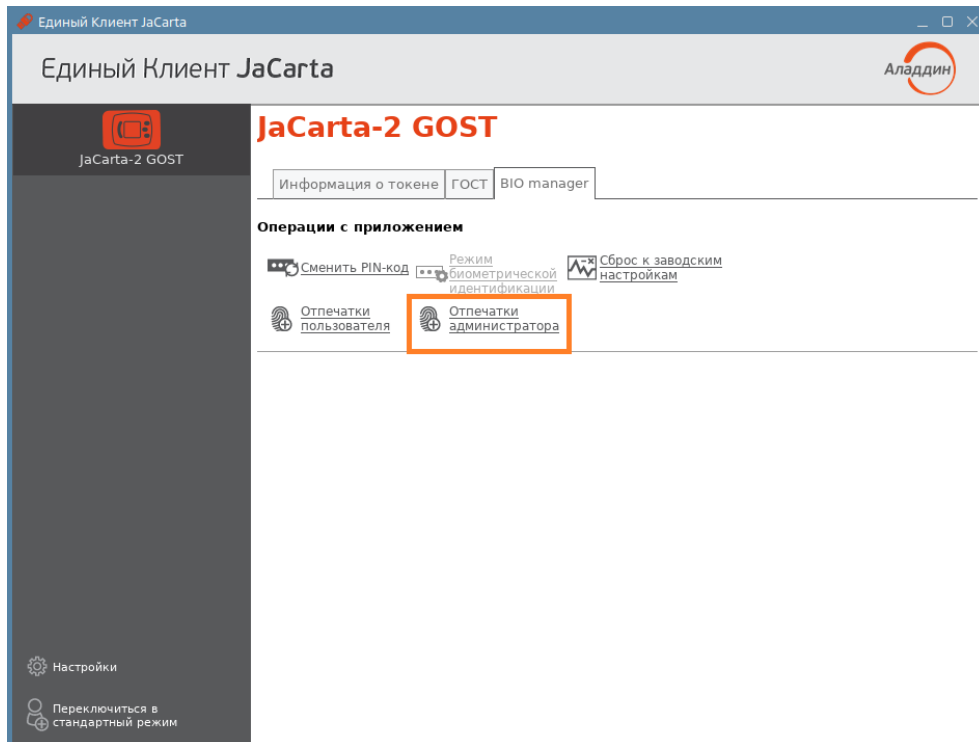 Единый Клиент JaCarta
Единый Клиент JaCarta
Аладдин
JaCarta-2 GOST
JaCarta-2 GOST
Информация о токене
ГОСТ
BIO manager
Операции с приложением
Сменить PIN-код
Режим
биометрической
идентификации
Сброс к заводским
настройкам
Отпечатки
пользователя
Отпечатки
администратора
Настройки
Переключиться в
стандартный режим